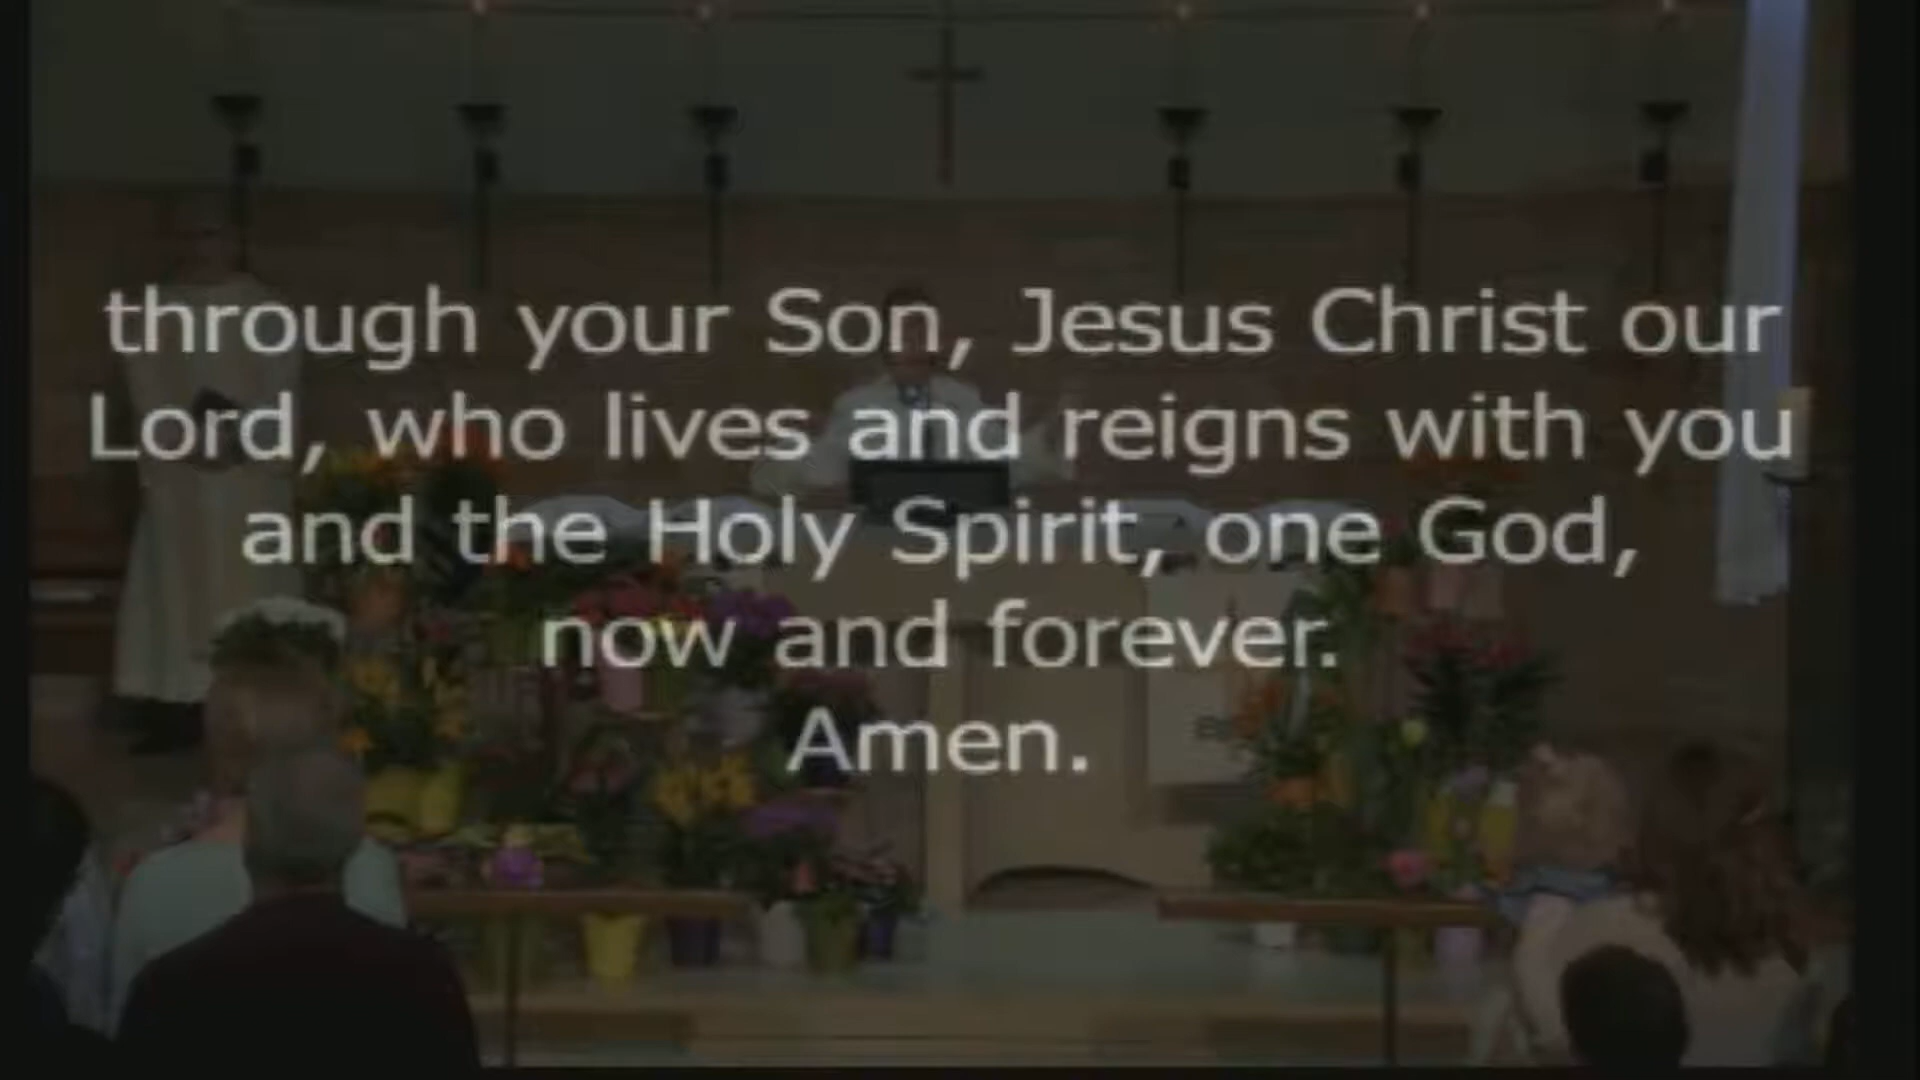 through your Son, Jesus Christ our
Lord, who lives and reigns with you
and the Holy Spirit, one God,
now and forever.
Amen.